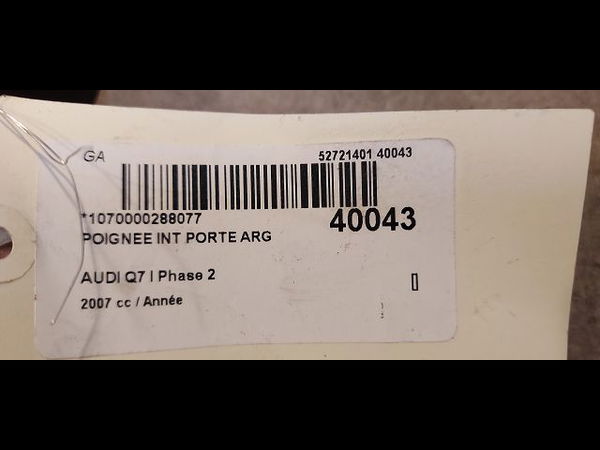 GA 52721401 40043
*1070000288077 40043
POIGNEE INT PORTE ARG
AUDI Q7 I Phase 2
2007 cc / Année